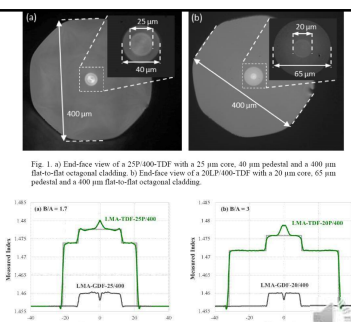 (a)
25 µm
40 µm
400 µm
(b)
20 µm
65 µm
400 µm
Fig. 1. a) End-face view of a 25P/400-TDF with a 25 µm core, 40 µm pedestal and a 400 µm
flat-to-flat octagonal cladding. b) End-face view of a 20LP/400-TDF with a 20 µm core, 65 µm
pedestal and a 400 µm flat-to-flat octagonal cladding.
(a) B/A = 1.7
LMA-TDF-25P/400
LMA-GDF-25/400
Measured Index
1.485
1.48
1.475
1.47
1.465
1.46
1.455
-40
-20
0
20
40
(b) B/A = 3
LMA-TDF-20P/400
LMA-GDF-20/400
Measured Index
1.485
1.48
1.475
1.47
1.465
1.46
1.455
-40
-20
0
20